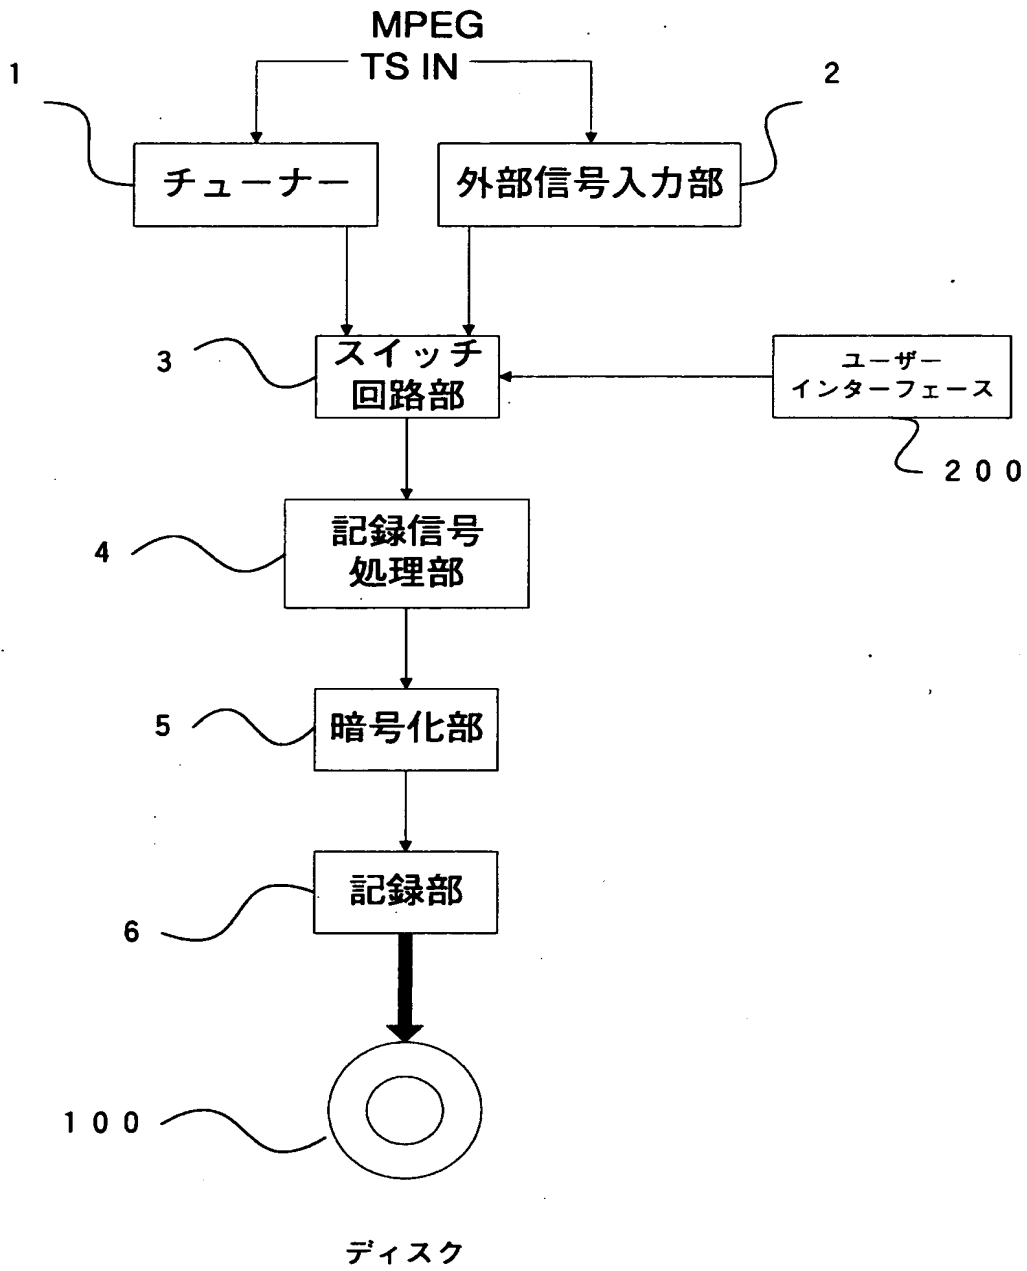 MPEG
TS IN
1
2
チューナー
外部信号入力部
3
スイッチ
回路部
ユーザー
インターフェース
200
4
記録信号
処理部
5
暗号化部
記録部
6
100
ディスク